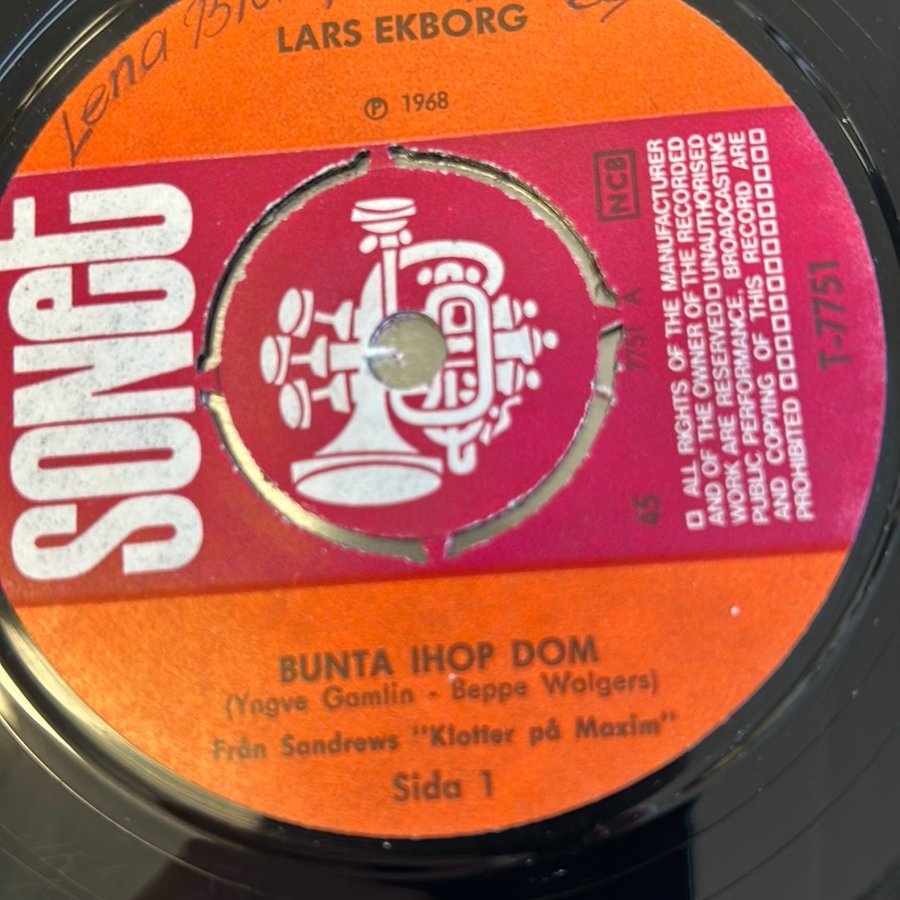 Lena
LARS EKBORG
℗ 1968
SONET
NCB
7751 A
45
□ ALL RIGHTS OF THE MANUFACTURER
AND OF THE OWNER OF THE RECORDED
WORK ARE RESERVED □ UNAUTHORISED
PUBLIC PERFORMANCE, BROADCASTING
AND COPYING OF THIS RECORD ARE
PROHIBITED
T-7751
BUNTA IHOP DOM
(Yngve Gamlin - Beppe Wolgers)
Från Sandrews "Klotter på Maxim"
Sida 1